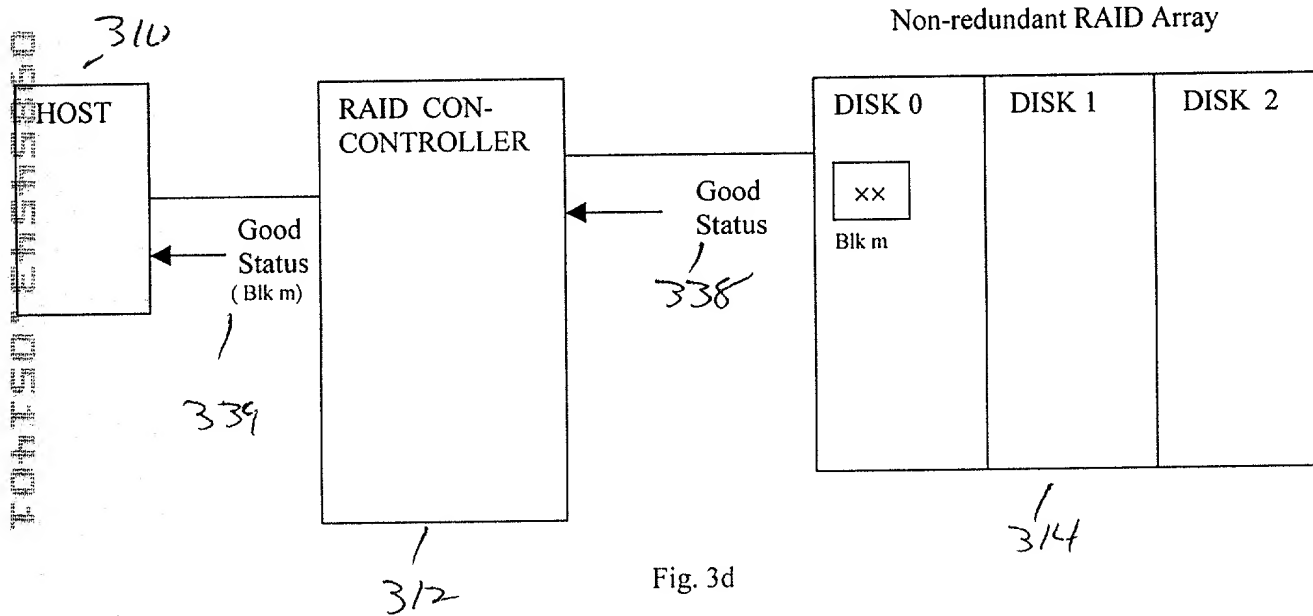 Non-redundant RAID Array
310
HOST
RAID CON-
CONTROLLER
DISK 0
DISK 1
DISK 2
××
Blk m
Good
Status
(Blk m)
Good
Status
338
339
314
312
Fig. 3d